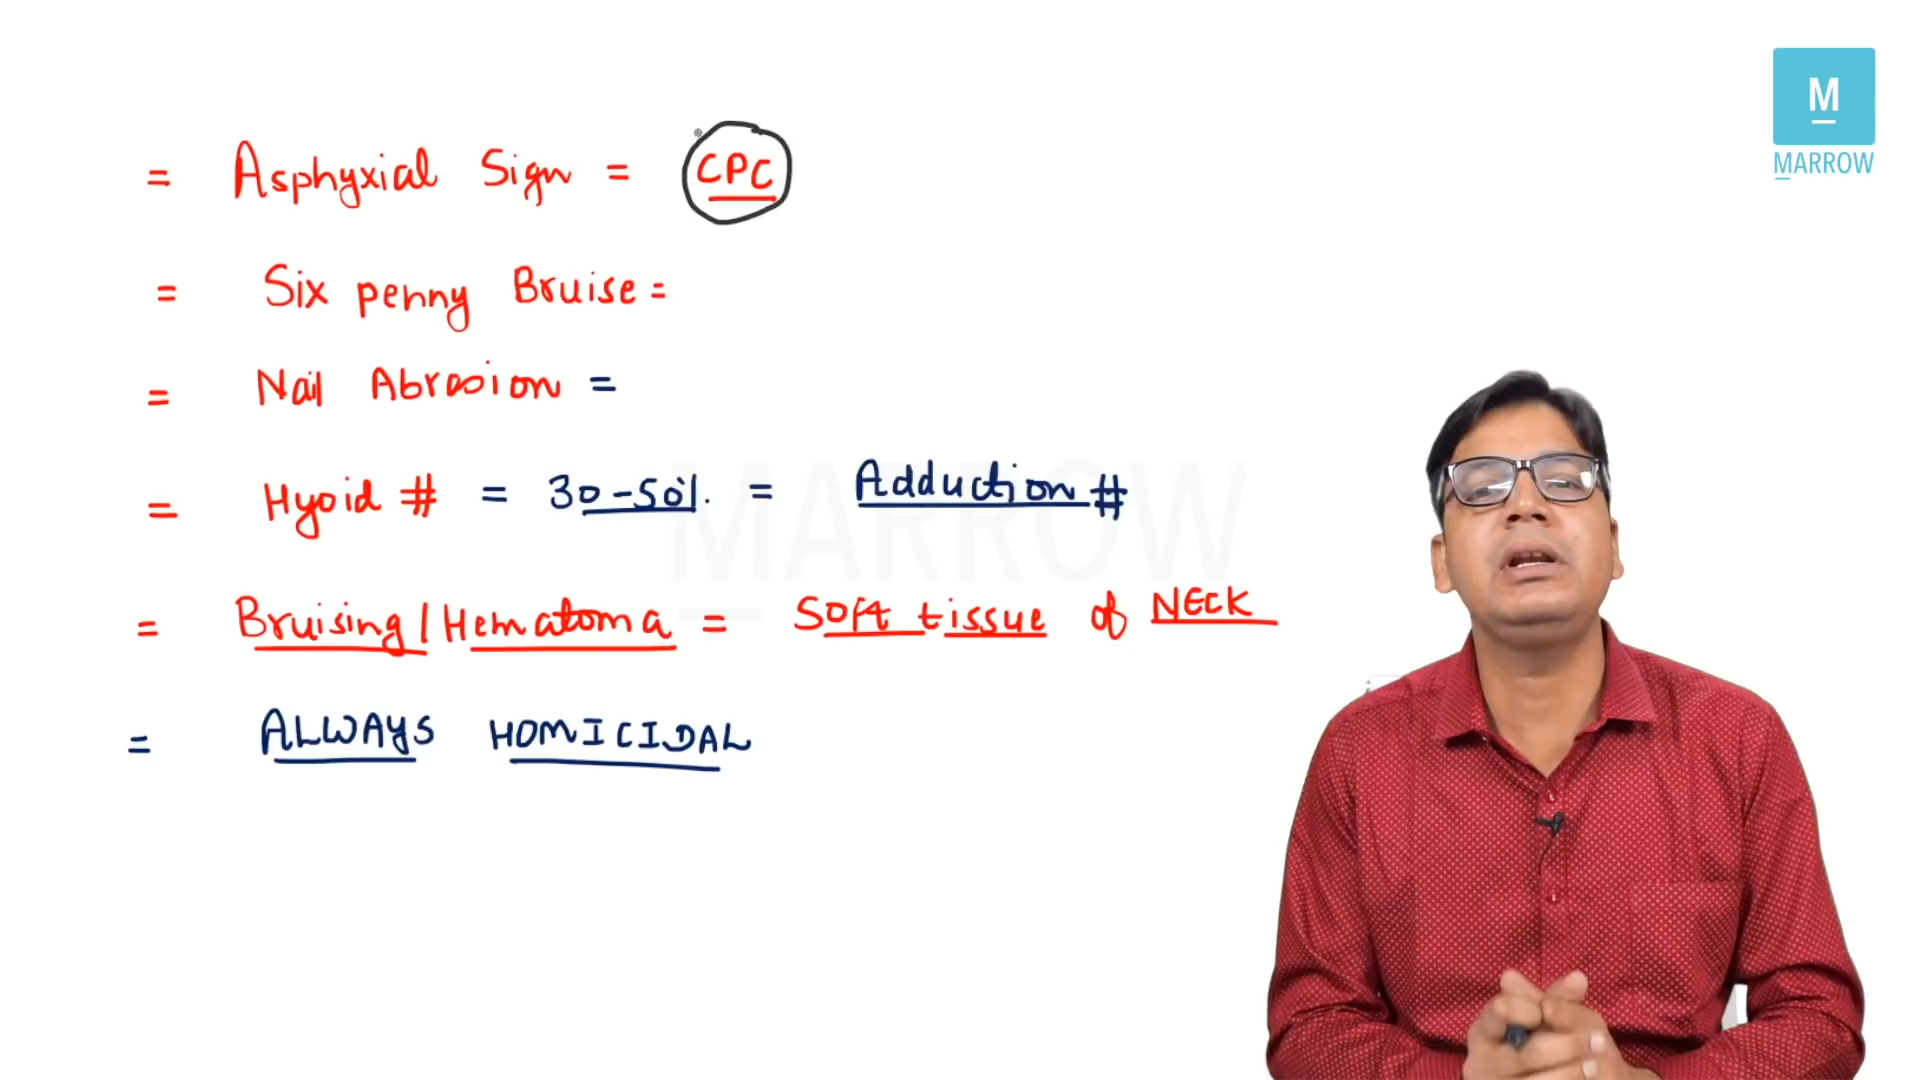 M
MARROW
= Asphyxial Sign = CPC
= Six penny Bruise =
= Nail Abrasion =
= Hyoid # = 30-50% = Adduction #
= Bruising/Hematoma = Soft tissue of NECK
= ALWAYS HOMICIDAL
MARROW